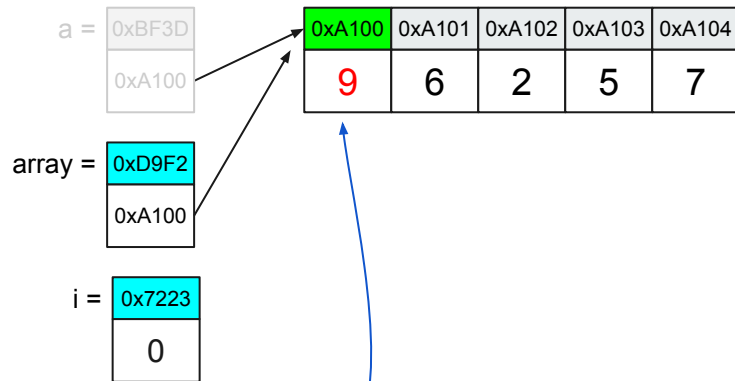 a = 0xBF3D
0xA100
0xA100 0xA101 0xA102 0xA103 0xA104
9 6 2 5 7
array = 0xD9F2
0xA100
i = 0x7223
0